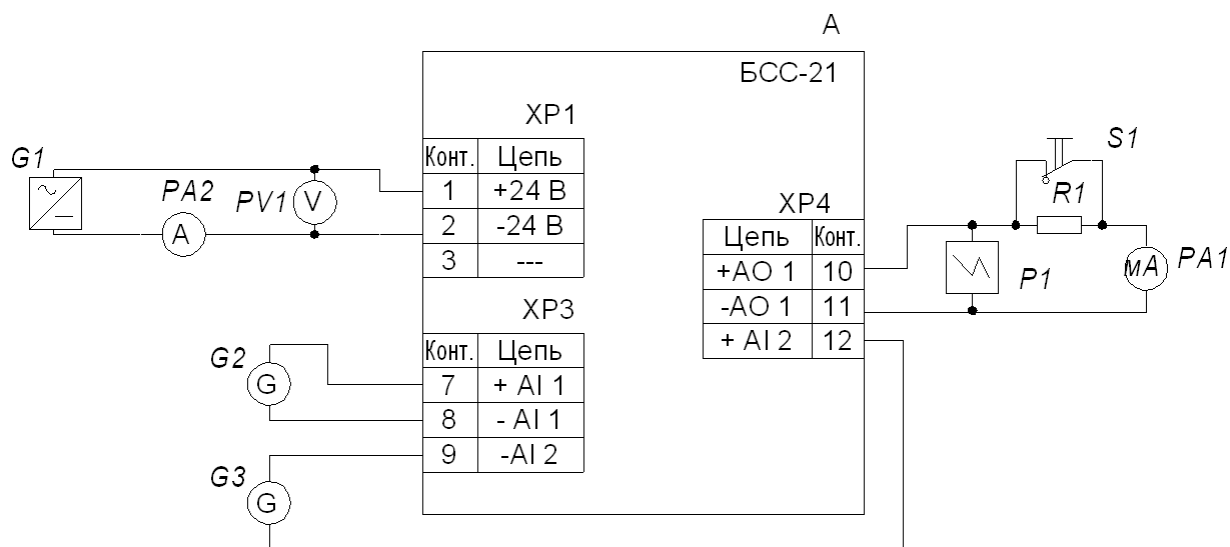 А
БСС-21
XP1
Конт. Цепь
1 +24 В
2 -24 В
3 ---
G1
PA2
A
PV1
V
XP3
Конт. Цепь
7 + AI 1
8 - AI 1
9 -AI 2
G2
G
G3
G
XP4
Цепь Конт.
+AO 1 10
-AO 1 11
+ AI 2 12
S1
R1
P1
мА
PA1